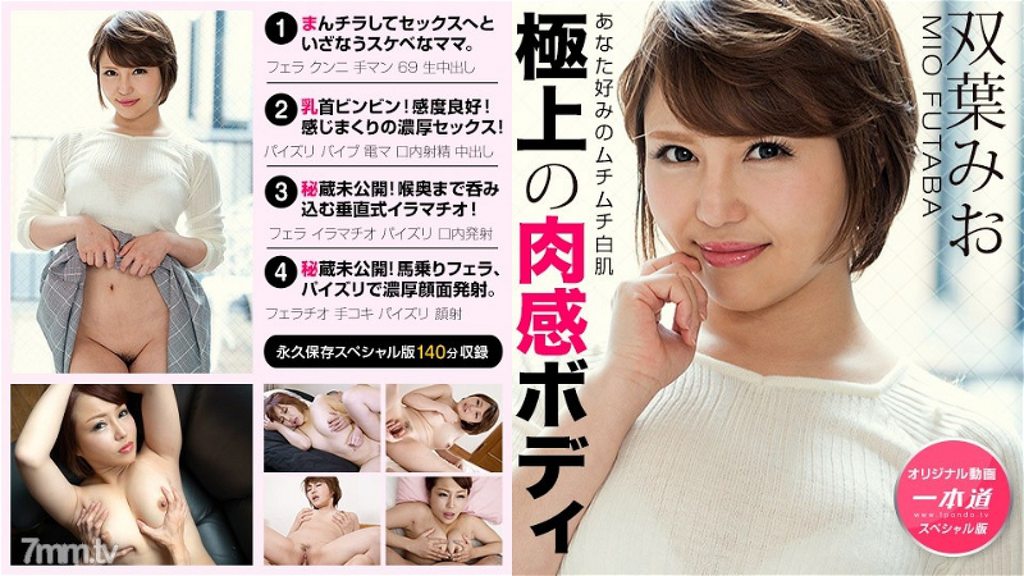 1 まんチラしてセックスへと
いざなうスケベなママ。
フェラ クンニ 手マン 69 生中出し
2 乳首ビンビン！感度良好！
感じまくりの濃厚セックス！
パイズリ バイブ 電マ 口内射精 中出し
3 秘蔵未公開！喉奥まで呑み
込む垂直式イラマチオ！
フェラ イラマチオ パイズリ 口内発射
4 秘蔵未公開！馬乗りフェラ、
パイズリで濃厚顔面発射。
フェラチオ 手コキ パイズリ 顔射
永久保存スペシャル版140分収録
7mm.tv
双葉みお
MIO FUTABA
あなた好みのムチムチ白肌
極上の肉感ボディ
オリジナル動画
一本道
www.1pondo.tv
スペシャル版